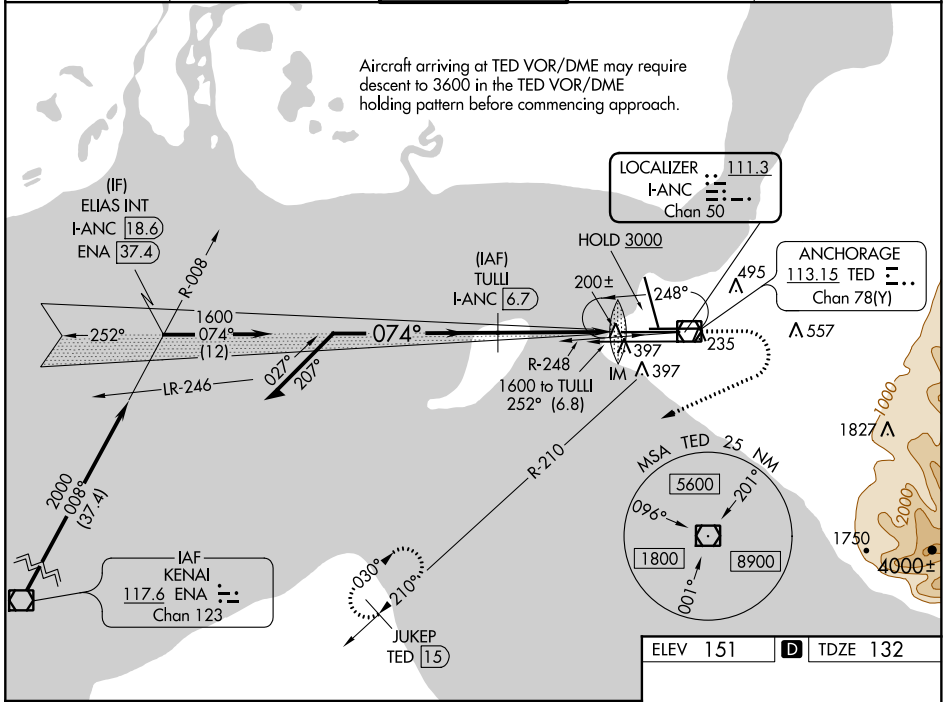 Aircraft arriving at TED VOR/DME may require
descent to 3600 in the TED VOR/DME
holding pattern before commencing approach.
LOCALIZER 111.3
I-ANC
Chan 50
(IF)
ELIAS INT
I-ANC 18.6
ENA 37.4
R-008
HOLD 3000
ANCHORAGE
113.15 TED
Chan 78(Y)
(IAF)
TULLI
I-ANC 6.7
200±
248°
495
1600
252°
074°
(12)
074°
557
235
397
397
R-248
IM
1600 to TULLI
252° (6.8)
027°
207°
LR-246
R-210
1000
1827
2000
1750
4000±
MSA TED 25 NM
5600
096°
201°
1800
8900
001°
2000
008°
(37.4)
IAF
KENAI
117.6 ENA
Chan 123
030°
210°
JUKEP
TED 15
ELEV 151 D TDZE 132